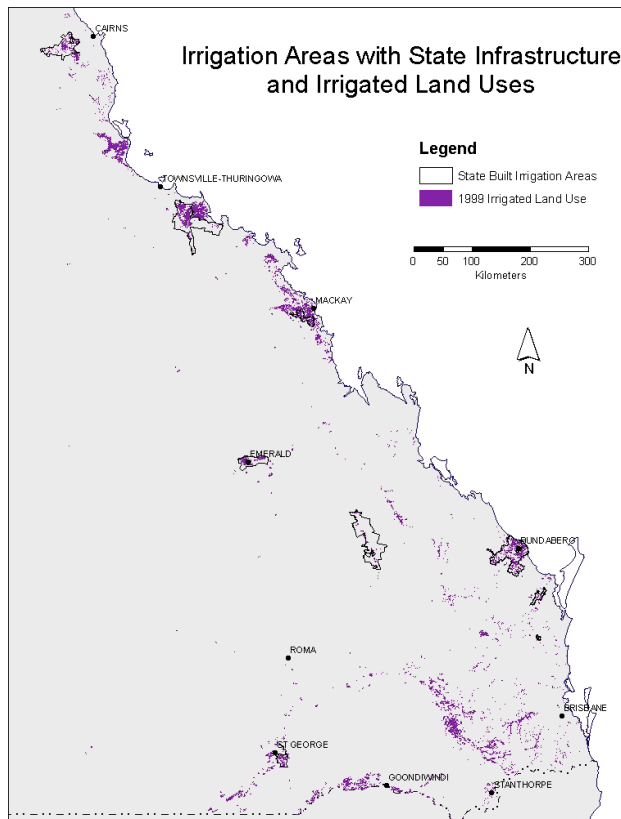 CAIRNS
Irrigation Areas with State Infrastructure
and Irrigated Land Uses
Legend
State Built Irrigation Areas
1999 Irrigated Land Use
TOWNSVILLE-THURINGOWA
0 50 100 200 300
Kilometers
MACKAY
N
EMERALD
BUNDABERG
ROMA
BRISBANE
ST GEORGE
GOONDIWINDI
STANTHORPE